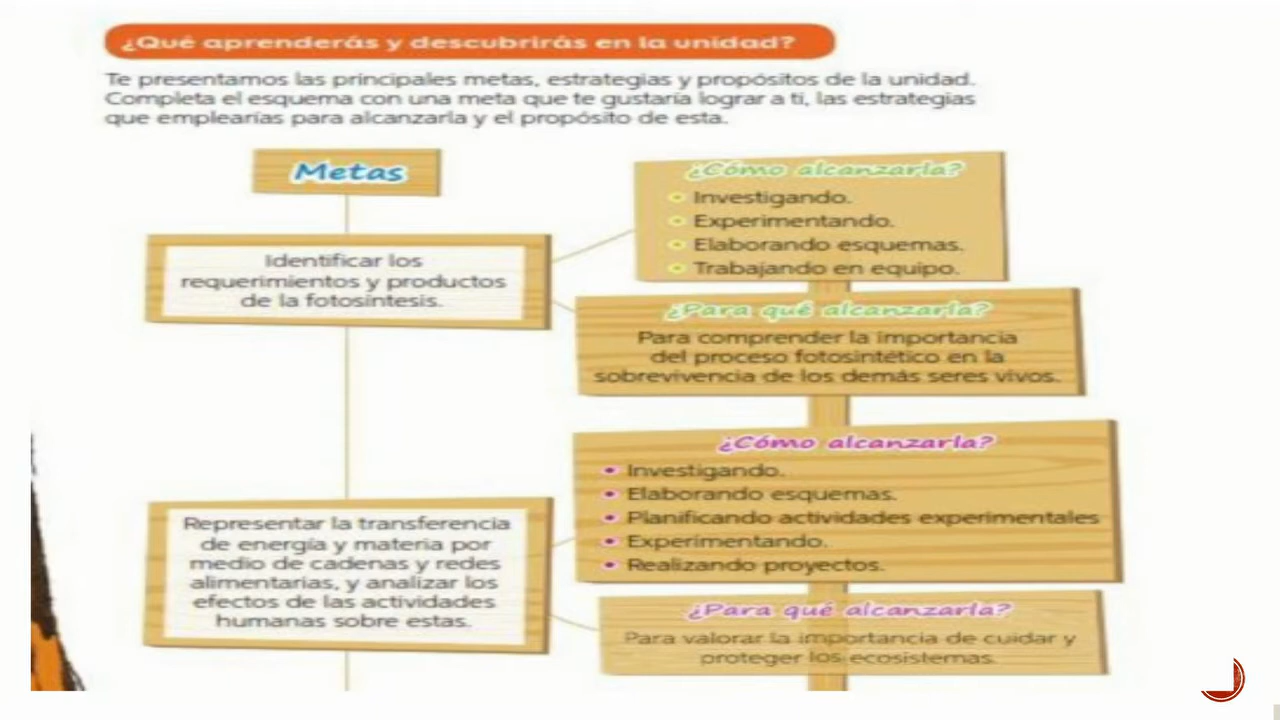 ¿Qué aprenderás y descubrirás en la unidad?
Te presentamos las principales metas, estrategias y propósitos de la unidad.
Completa el esquema con una meta que te gustaría lograr a ti, las estrategias
que emplearías para alcanzarla y el propósito de esta.
Metas
Identificar los
requerimientos y productos
de la fotosíntesis.
¿Cómo alcanzarla?
• Investigando.
• Experimentando.
• Elaborando esquemas.
• Trabajando en equipo.
¿Para qué alcanzarla?
Para comprender la importancia
del proceso fotosintético en la
sobrevivencia de los demás seres vivos.
Representar la transferencia
de energía y materia por
medio de cadenas y redes
alimentarias, y analizar los
efectos de las actividades
humanas sobre estas.
¿Cómo alcanzarla?
• Investigando.
• Elaborando esquemas.
• Planificando actividades experimentales
• Experimentando.
• Realizando proyectos.
¿Para qué alcanzarla?
Para valorar la importancia de cuidar y
proteger los ecosistemas.